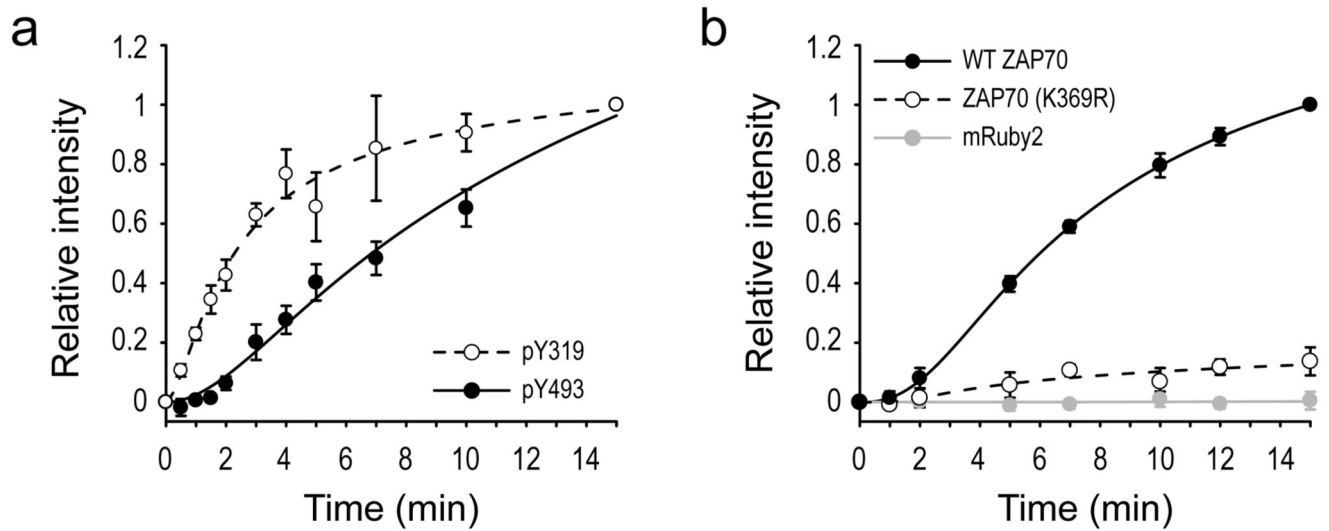 a
Relative intensity
1.2
1
0.8
0.6
0.4
0.2
0
pY319
pY493
0 2 4 6 8 10 12 14
Time (min)
b
Relative intensity
1.2
1
0.8
0.6
0.4
0.2
0
WT ZAP70
ZAP70 (K369R)
mRuby2
0 2 4 6 8 10 12 14
Time (min)